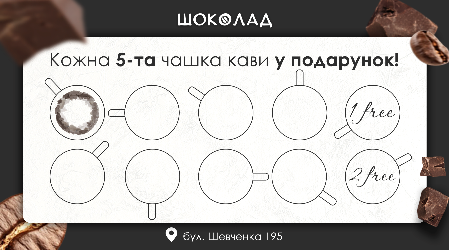 ШОКОЛАД
Кожна 5-та чашка кави у подарунок!
1 free
2 free
бул. Шевченка 195